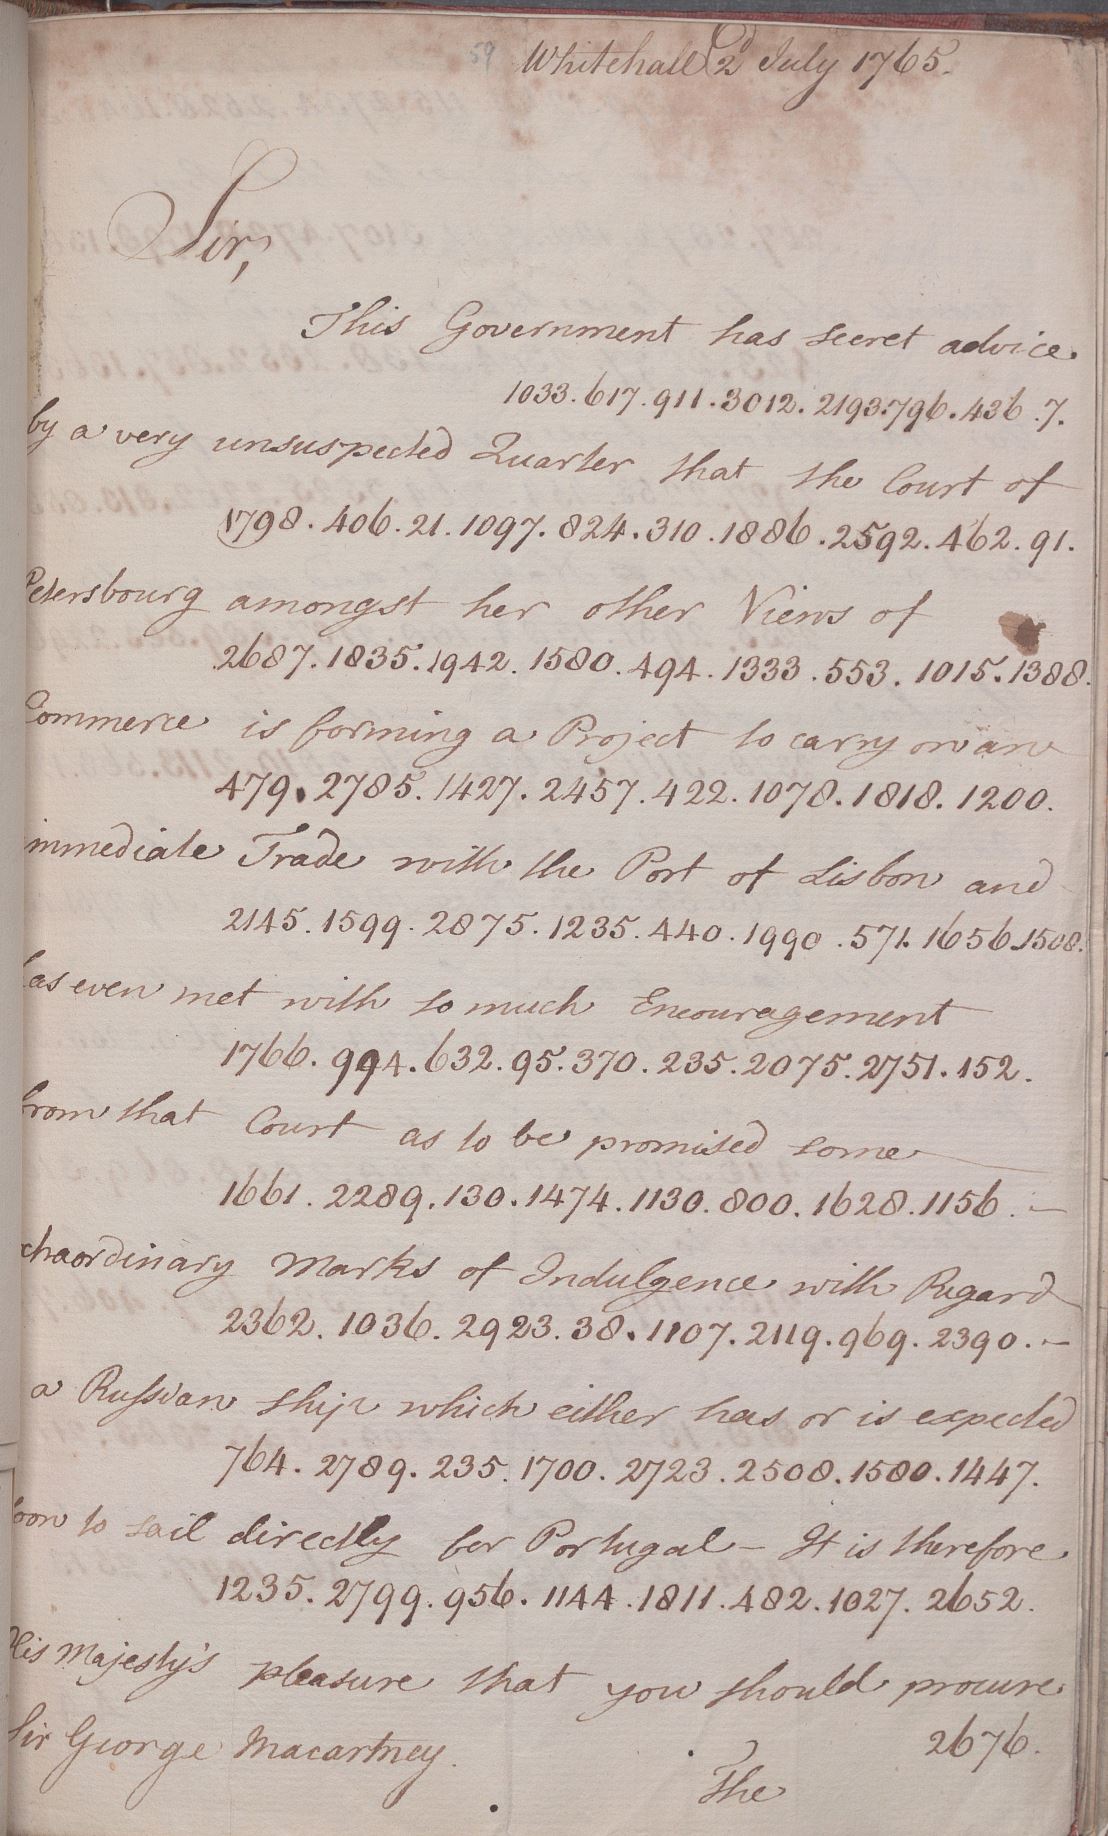 59 Whitehall 2d July 1765.
Sir,
This Government has secret advice
1033. 617. 911. 3012. 2193. 796. 436. 7.
by a very unsuspected Quarter that the Court of
1798. 406. 21. 1097. 824. 310. 1886. 2592. 462. 91.
Petersbourg amongst her other Views of
2687. 1835. 1942. 1580. 494. 1333. 553. 1015. 1388.
Commerce is forming a Project to carry on an
479. 2785. 1427. 2457. 422. 1078. 1818. 1200.
immediate Trade with the Port of Lisbon and
2145. 1599. 2875. 1235. 440. 1990. 571. 1656. 1508.
has even met with so much Encouragement
1766. 994. 632. 95. 370. 235. 2075. 2751. 152.
from that Court as to be promised some
1661. 2289. 130. 1474. 1130. 800. 1628. 1156. —
xtraordinary Marks of Indulgence with Regard
2362. 1036. 2923. 38. 1107. 2119. 969. 2390. —
a Russian Ship which either has or is expected
764. 2789. 235. 1700. 2723. 2508. 1580. 1447.
soon to sail directly for Portugal — It is therefore
1235. 2799. 956. 1144. 1811. 482. 1027. 2652.
His Majesty's pleasure that you should procure
2676.
Sir George Macartney.
The